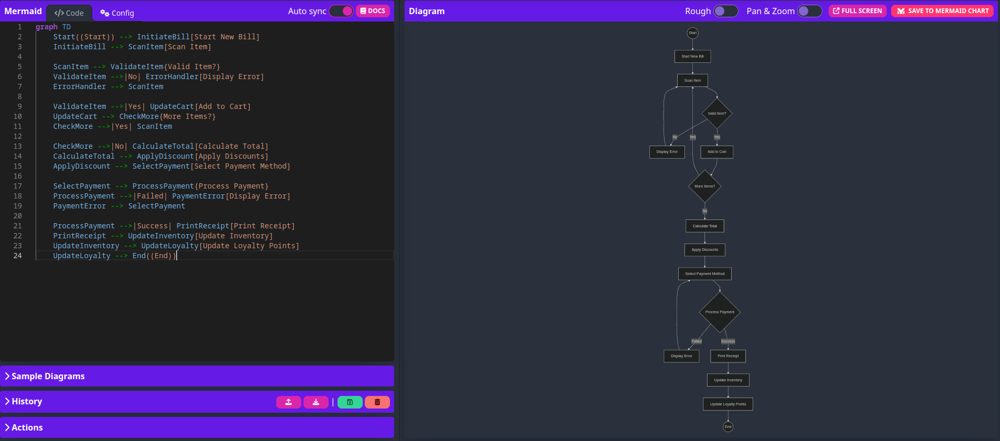 Mermaid
Code
Config
Auto sync
DOCS
1 graph TD
2 Start((Start)) --> InitiateBill[Start New Bill]
3 InitiateBill --> ScanItem[Scan Item]
4
5 ScanItem --> ValidateItem{Valid Item?}
6 ValidateItem -->|No| ErrorHandler[Display Error]
7 ErrorHandler --> ScanItem
8
9 ValidateItem -->|Yes| UpdateCart[Add to Cart]
10 UpdateCart --> CheckMore{More Items?}
11 CheckMore -->|Yes| ScanItem
12
13 CheckMore -->|No| CalculateTotal[Calculate Total]
14 CalculateTotal --> ApplyDiscount[Apply Discounts]
15 ApplyDiscount --> SelectPayment[Select Payment Method]
16
17 SelectPayment --> ProcessPayment{Process Payment}
18 ProcessPayment -->|Failed| PaymentError[Display Error]
19 PaymentError --> SelectPayment
20
21 ProcessPayment -->|Success| PrintReceipt[Print Receipt]
22 PrintReceipt --> UpdateInventory[Update Inventory]
23 UpdateInventory --> UpdateLoyalty[Update Loyalty Points]
24 UpdateLoyalty --> End((End))
Sample Diagrams
History
Actions
Diagram
Rough
Pan & Zoom
FULL SCREEN
SAVE TO MERMAID CHART
Start
Start New Bill
Scan Item
Valid Item?
No
Yes
Yes
Display Error
Add to Cart
More Items?
No
Calculate Total
Apply Discounts
Select Payment Method
Process Payment
Failed
Success
Display Error
Print Receipt
Update Inventory
Update Loyalty Points
End